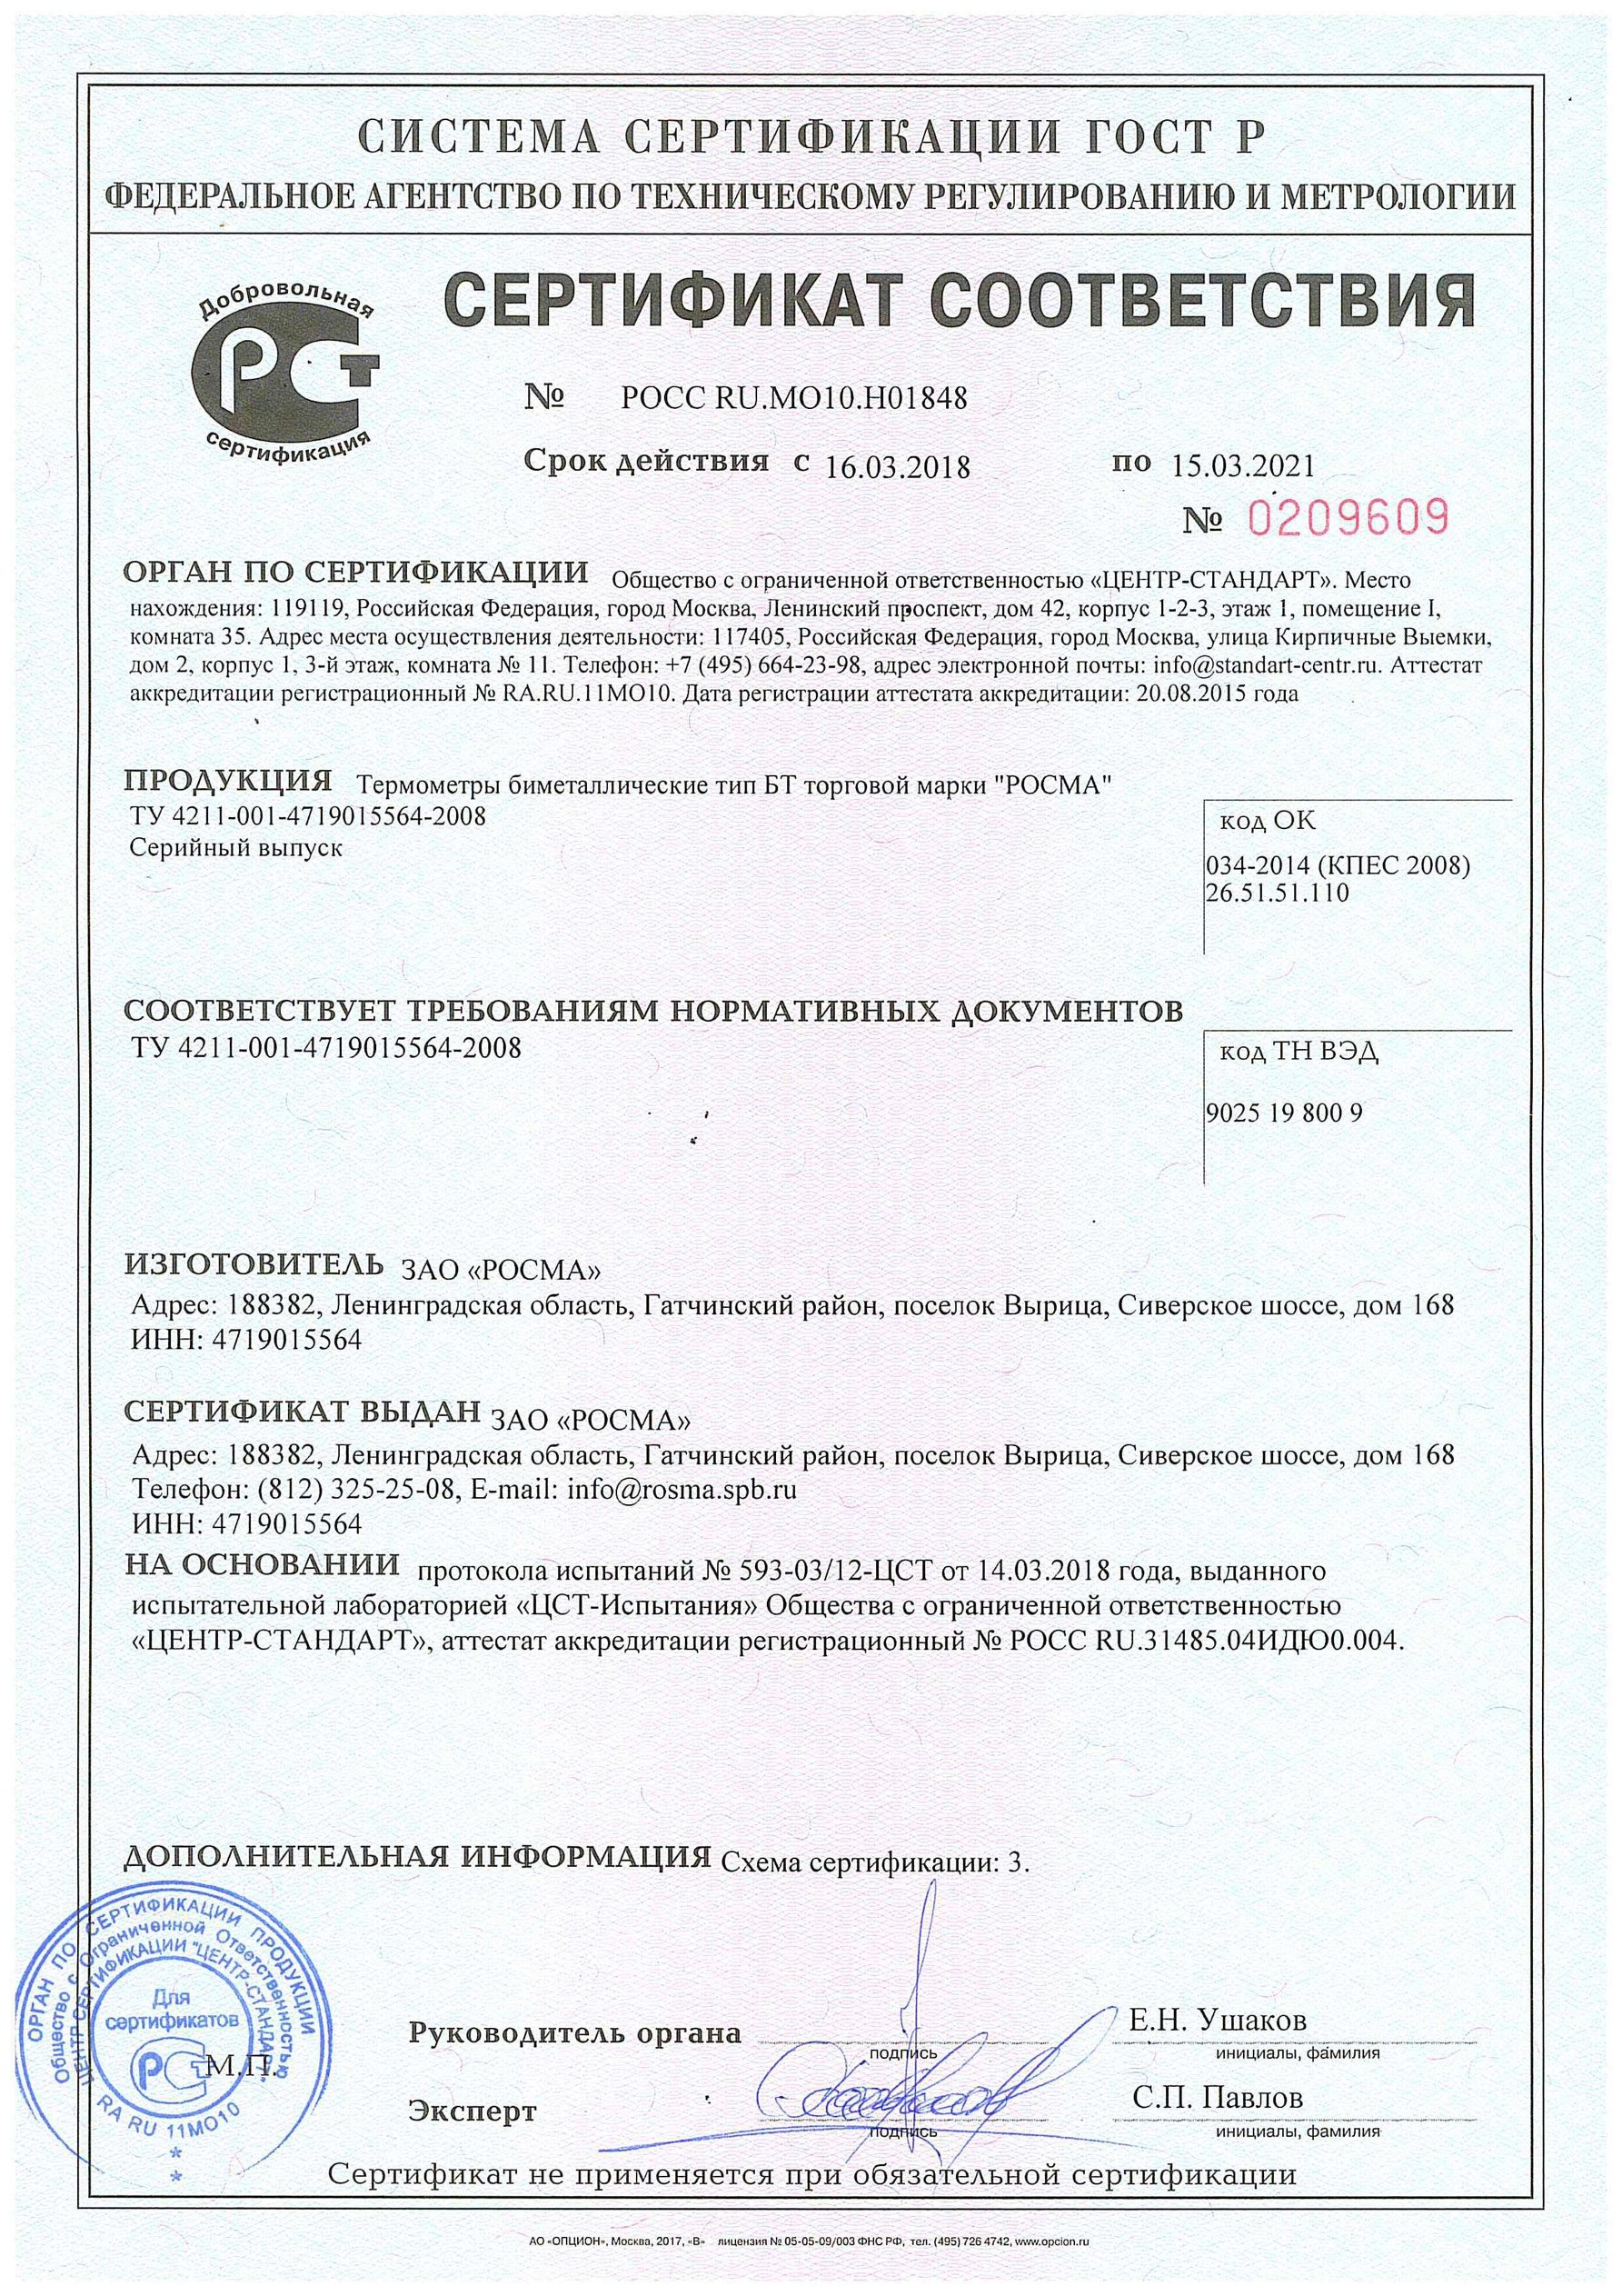 СИСТЕМА СЕРТИФИКАЦИИ ГОСТ Р
ФЕДЕРАЛЬНОЕ АГЕНТСТВО ПО ТЕХНИЧЕСКОМУ РЕГУЛИРОВАНИЮ И МЕТРОЛОГИИ
Добровольная
РСТ
сертификация
СЕРТИФИКАТ СООТВЕТСТВИЯ
№ РОСС RU.МО10.Н01848
Срок действия с 16.03.2018 по 15.03.2021
№ 0209609
ОРГАН ПО СЕРТИФИКАЦИИ Общество с ограниченной ответственностью «ЦЕНТР-СТАНДАРТ». Место
нахождения: 119119, Российская Федерация, город Москва, Ленинский проспект, дом 42, корпус 1-2-3, этаж 1, помещение I,
комната 35. Адрес места осуществления деятельности: 117405, Российская Федерация, город Москва, улица Кирпичные Выемки,
дом 2, корпус 1, 3-й этаж, комната № 11. Телефон: +7 (495) 664-23-98, адрес электронной почты: info@standart-centr.ru. Аттестат
аккредитации регистрационный № RA.RU.11МО10. Дата регистрации аттестата аккредитации: 20.08.2015 года
ПРОДУКЦИЯ Термометры биметаллические тип БТ торговой марки "РОСМА"
ТУ 4211-001-4719015564-2008
Серийный выпуск
код ОК
034-2014 (КПЕС 2008)
26.51.51.110
СООТВЕТСТВУЕТ ТРЕБОВАНИЯМ НОРМАТИВНЫХ ДОКУМЕНТОВ
ТУ 4211-001-4719015564-2008
код ТН ВЭД
9025 19 800 9
ИЗГОТОВИТЕЛЬ ЗАО «РОСМА»
Адрес: 188382, Ленинградская область, Гатчинский район, поселок Вырица, Сиверское шоссе, дом 168
ИНН: 4719015564
СЕРТИФИКАТ ВЫДАН ЗАО «РОСМА»
Адрес: 188382, Ленинградская область, Гатчинский район, поселок Вырица, Сиверское шоссе, дом 168
Телефон: (812) 325-25-08, E-mail: info@rosma.spb.ru
ИНН: 4719015564
НА ОСНОВАНИИ протокола испытаний № 593-03/12-ЦСТ от 14.03.2018 года, выданного
испытательной лабораторией «ЦСТ-Испытания» Общества с ограниченной ответственностью
«ЦЕНТР-СТАНДАРТ», аттестат аккредитации регистрационный № РОСС RU.31485.04ИДЮ0.004.
ДОПОЛНИТЕЛЬНАЯ ИНФОРМАЦИЯ Схема сертификации: 3.
ОРГАН ПО СЕРТИФИКАЦИИ ПРОДУКЦИИ
Общество с Ограниченной Ответственностью
ЦЕНТР СЕРТИФИКАЦИИ "ЦЕНТР-СТАНДАРТ"
Для
сертификатов
РСТ
М.П.
RA RU 11МО10
Руководитель органа
подпись
Е.Н. Ушаков
инициалы, фамилия
Эксперт
подпись
С.П. Павлов
инициалы, фамилия
Сертификат не применяется при обязательной сертификации
АО «ОПЦИОН», Москва, 2017, «В» лицензия № 05-05-09/003 ФНС РФ, тел. (495) 726 4742, www.opcion.ru